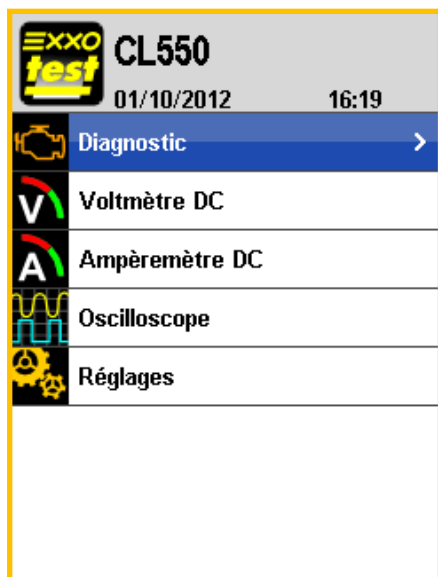 EXXO
test
CL550
01/10/2012 16:19
Diagnostic >
V Voltmètre DC
A Ampèremètre DC
Oscilloscope
Réglages